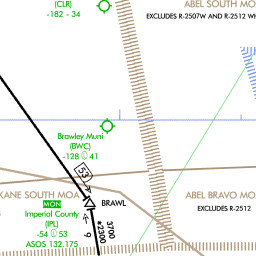 (CLR)
-182 - 34
ABEL SOUTH MO
EXCLUDES R-2507W AND R-2512 W
Brawley Muni
(BWC)
-128 41
53
KANE SOUTH MOA
MON
Imperial County
(IPL)
-54 53
ASOS 132.175
BRAWL
9
3700
*2300
ABEL BRAVO MOA
EXCLUDES R-2512